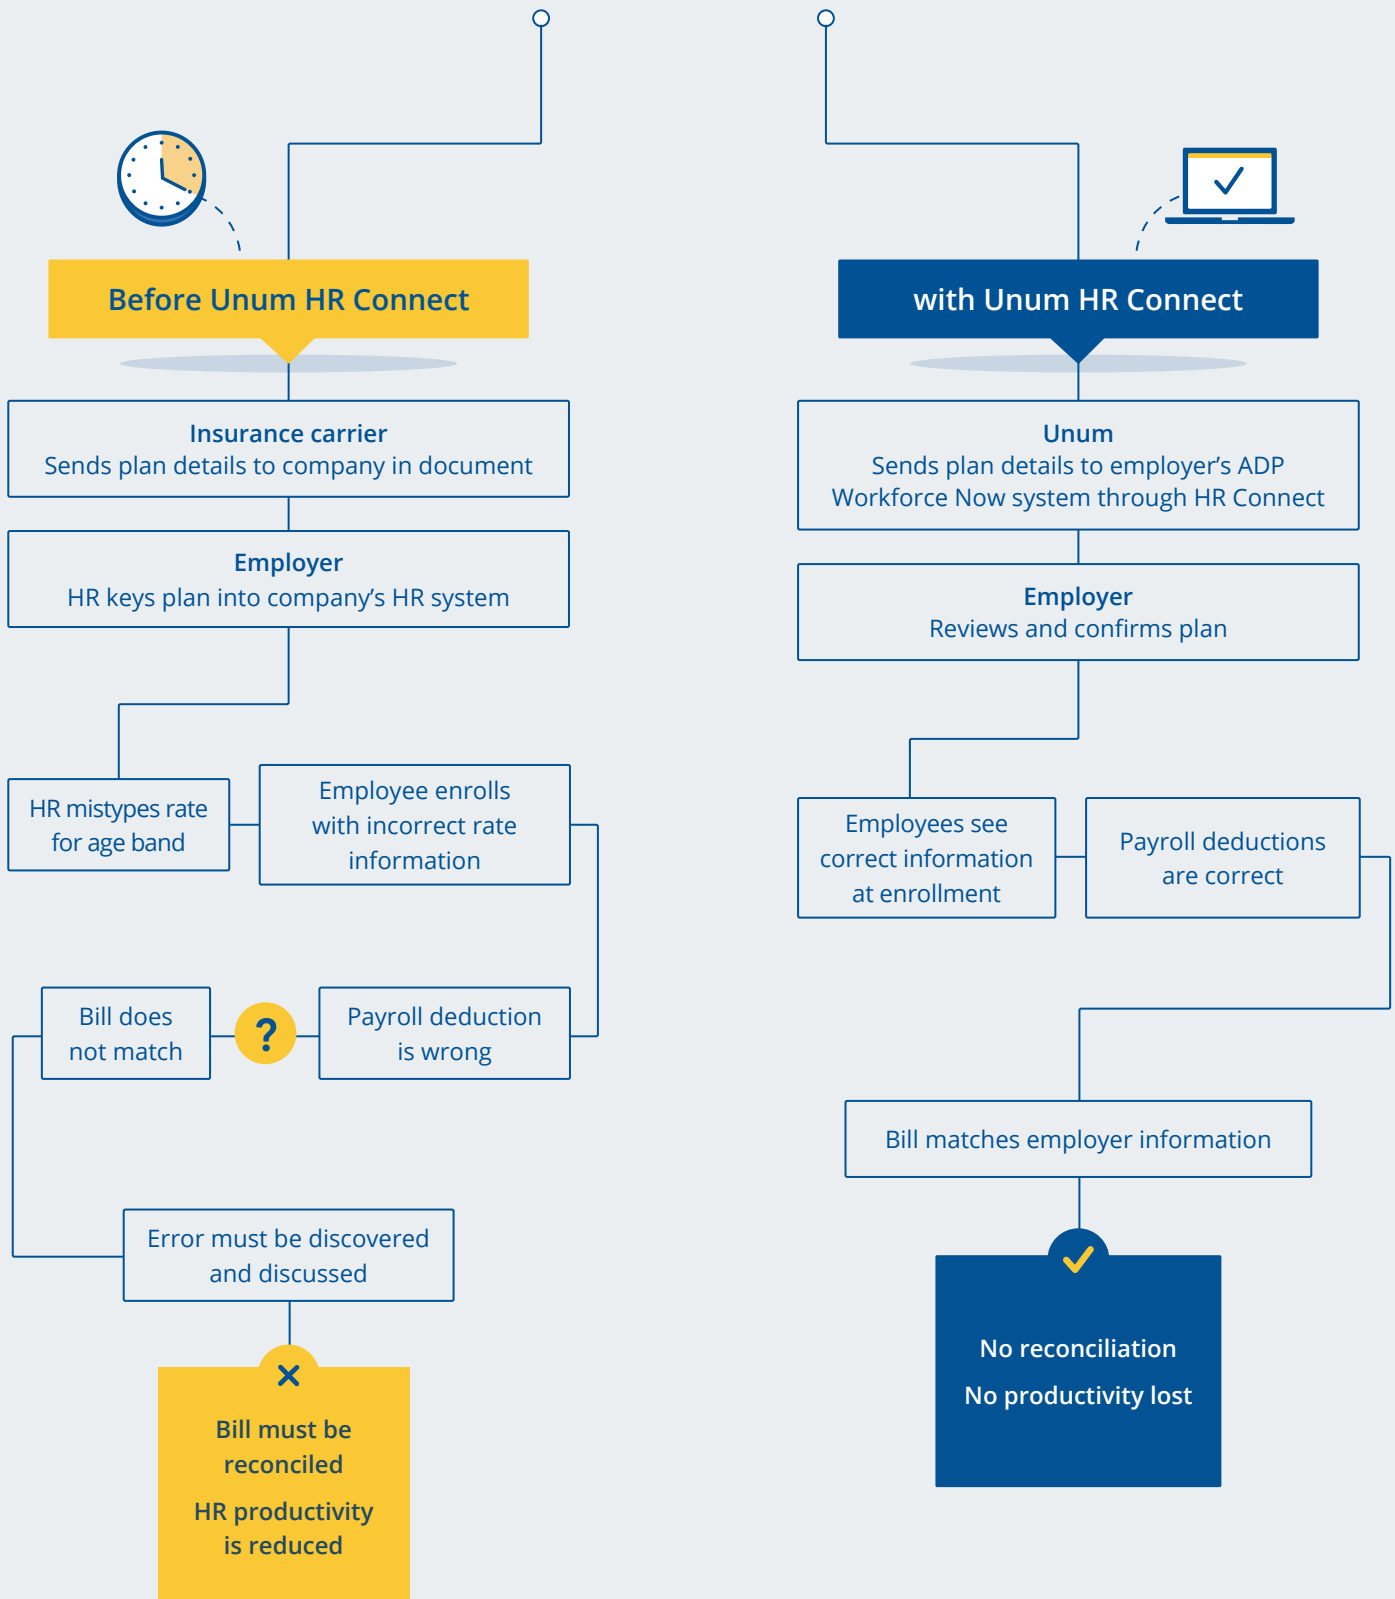 Before Unum HR Connect
Insurance carrier
Sends plan details to company in document
Employer
HR keys plan into company’s HR system
HR mistypes rate
for age band
Employee enrolls
with incorrect rate
information
Payroll deduction
is wrong
?
Bill does
not match
Error must be discovered
and discussed
Bill must be
reconciled
HR productivity
is reduced
with Unum HR Connect
Unum
Sends plan details to employer’s ADP
Workforce Now system through HR Connect
Employer
Reviews and confirms plan
Employees see
correct information
at enrollment
Payroll deductions
are correct
Bill matches employer information
No reconciliation
No productivity lost